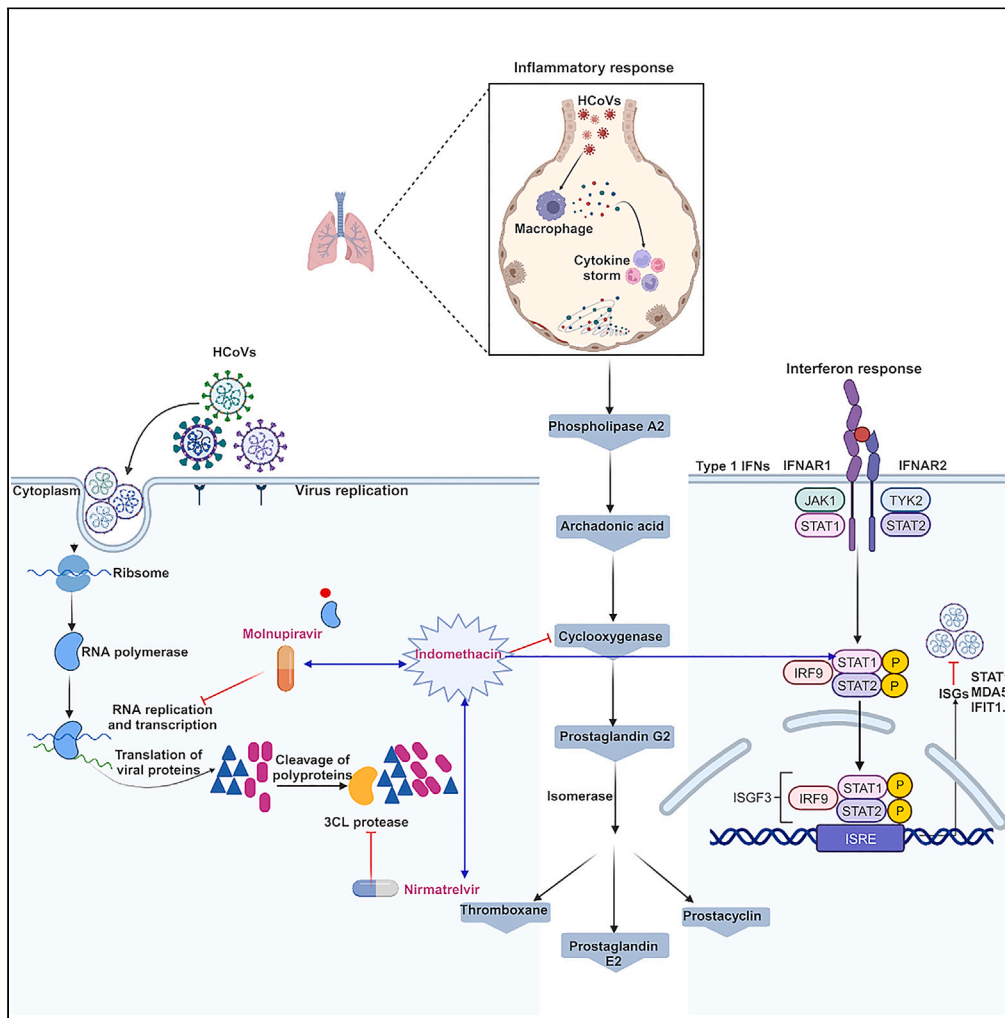 Inflammatory response
HCoVs
Macrophage
Cytokine
storm
HCoVs
Cytoplasm
Virus replication
Ribsome
RNA polymerase
Molnupiravir
RNA replication
and transcription
Translation of
viral proteins
Cleavage of
polyproteins
3CL protease
Nirmatrelvir
Indomethacin
Phospholipase A2
Archadonic acid
Cyclooxygenase
Prostaglandin G2
Isomerase
Thromboxane
Prostacyclin
Prostaglandin
E2
Interferon response
Type 1 IFNs
IFNAR1
IFNAR2
JAK1
TYK2
STAT1
STAT2
IRF9
STAT1
P
STAT2
P
ISGs
STAT
MDA5
IFIT1.
ISGF3
IRF9
STAT1
P
STAT2
P
ISRE